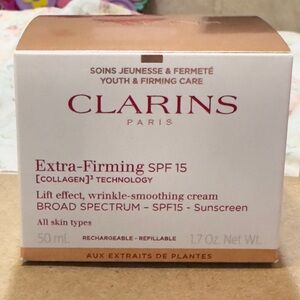 SOINS JEUNESSE & FERMETÉ
YOUTH & FIRMING CARE
CLARINS
PARIS
Extra-Firming SPF 15
[COLLAGEN]³ TECHNOLOGY
Lift effect, wrinkle-smoothing cream
BROAD SPECTRUM – SPF15 - Sunscreen
All skin types
50 mL RECHARGEABLE - REFILLABLE 1.7 Oz. Net Wt.
AUX EXTRAITS DE PLANTES